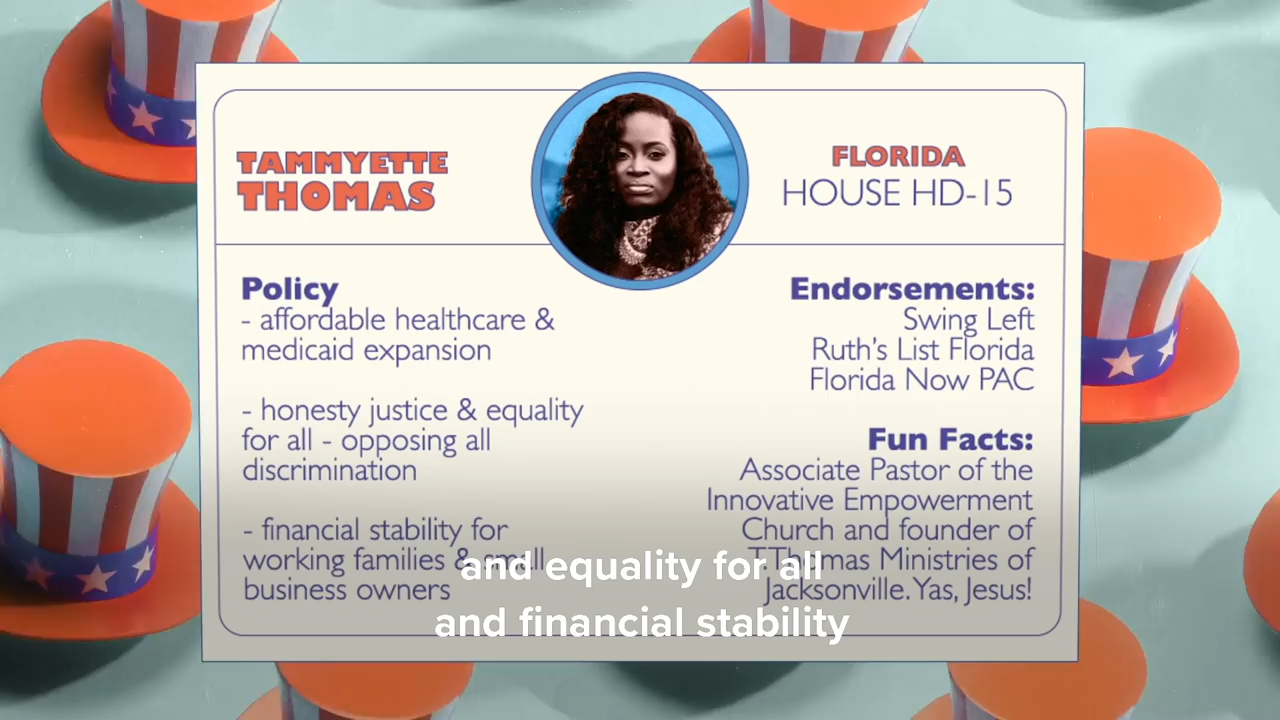 TAMMYETTE
THOMAS
FLORIDA
HOUSE HD-15
Policy
- affordable healthcare &
medicaid expansion
- honesty justice & equality
for all - opposing all
discrimination
- financial stability for
working families & small
business owners
Endorsements:
Swing Left
Ruth's List Florida
Florida Now PAC
Fun Facts:
Associate Pastor of the
Innovative Empowerment
Church and founder of
T.Thomas Ministries of
Jacksonville. Yas, Jesus!
and equality for all
and financial stability